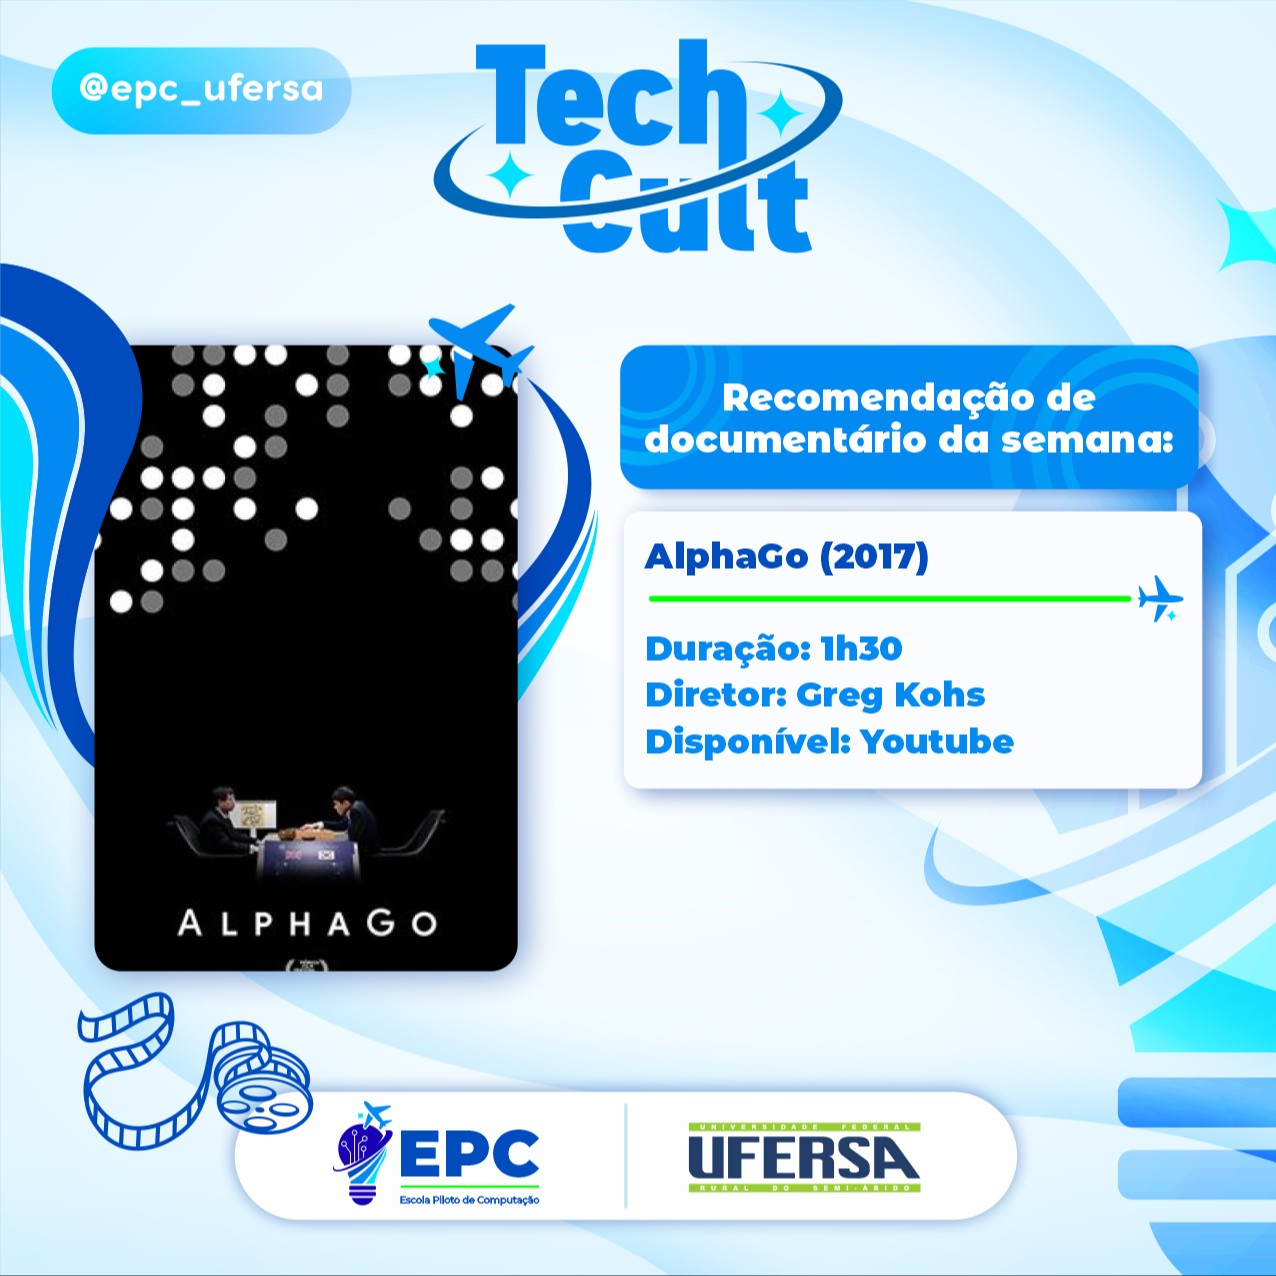 @epc_ufersa
Tech
Cult
Recomendação de
documentário da semana:
AlphaGo (2017)
Duração: 1h30
Diretor: Greg Kohs
Disponível: Youtube
ALPHAGO
EPC
Escola Piloto de Computação
UNIVERSIDADE FEDERAL
UFERSA
RURAL DO SEMI-ÁRIDO